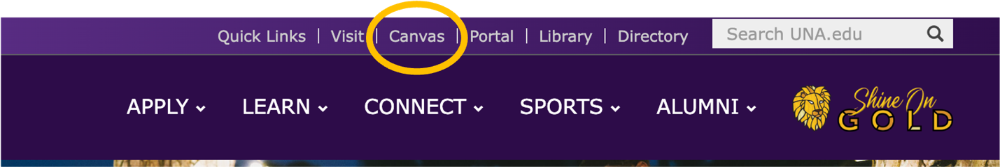 Quick Links | Visit | Canvas | Portal | Library | Directory Search UNA.edu
APPLY LEARN CONNECT SPORTS ALUMNI Shine On
GOLD